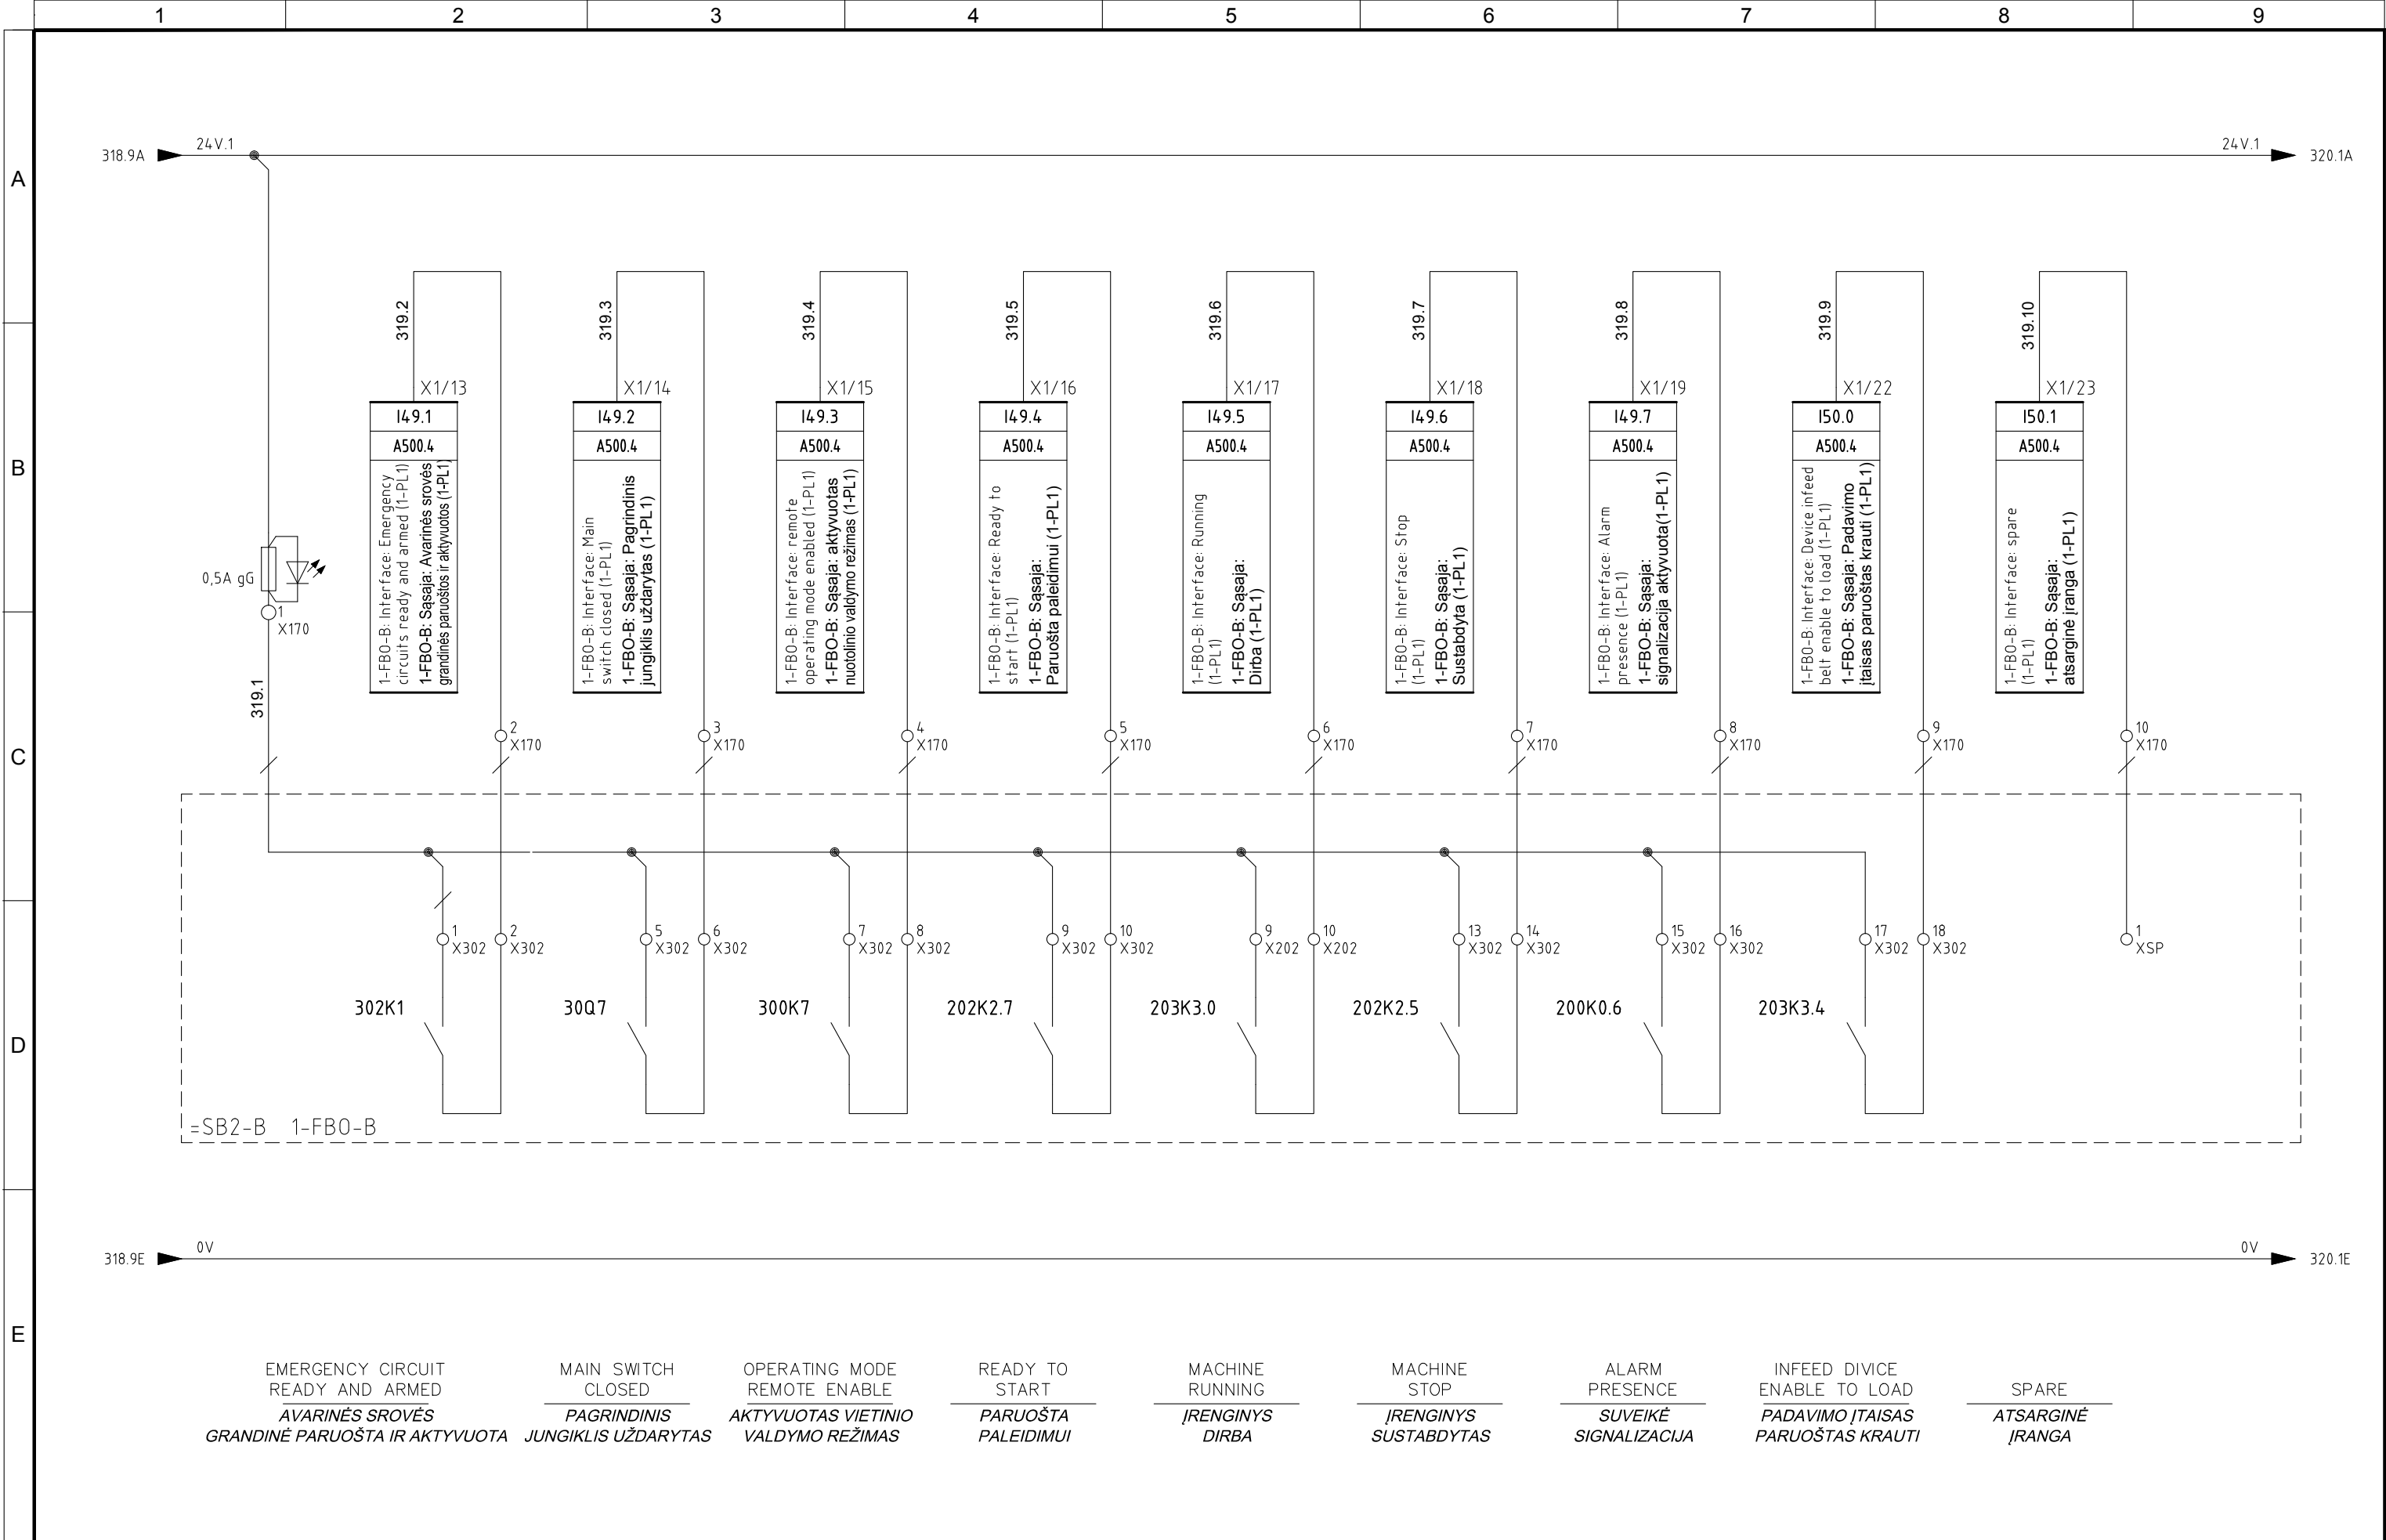 1 2 3 4 5 6 7 8 9
A
B
C
D
E
318.9A 24V.1 24V.1 320.1A
319.2 319.3 319.4 319.5 319.6 319.7 319.8 319.9 319.10
X1/13 X1/14 X1/15 X1/16 X1/17 X1/18 X1/19 X1/22 X1/23
I49.1 I49.2 I49.3 I49.4 I49.5 I49.6 I49.7 I50.0 I50.1
A500.4 A500.4 A500.4 A500.4 A500.4 A500.4 A500.4 A500.4 A500.4
1-FBO-B: Interface: Emergency
circuits ready and armed (1-PL1)
1-FBO-B: Sąsaja: Avarinės srovės
grandinės paruoštos ir aktyvuotos (1-PL1)
1-FBO-B: Interface: Main
switch closed (1-PL1)
1-FBO-B: Sąsaja: Pagrindinis
jungiklis uždarytas (1-PL1)
1-FBO-B: Interface: remote
operating mode enabled (1-PL1)
1-FBO-B: Sąsaja: aktyvuotas
nuotolinio valdymo režimas (1-PL1)
1-FBO-B: Interface: Ready to
start (1-PL1)
1-FBO-B: Sąsaja:
Paruošta paleidimui (1-PL1)
1-FBO-B: Interface: Running
(1-PL1)
1-FBO-B: Sąsaja:
Dirba (1-PL1)
1-FBO-B: Interface: Stop
(1-PL1)
1-FBO-B: Sąsaja:
Sustabdyta (1-PL1)
1-FBO-B: Interface: Alarm
presence (1-PL1)
1-FBO-B: Sąsaja:
signalizacija aktyvuota(1-PL1)
1-FBO-B: Interface: Device infeed
belt enable to load (1-PL1)
1-FBO-B: Sąsaja: Padavimo
įtaisas paruoštas krauti (1-PL1)
1-FBO-B: Interface: spare
(1-PL1)
1-FBO-B: Sąsaja:
atsarginė įranga (1-PL1)
0,5A gG
1
X170
319.1
2 3 4 5 6 7 8 9 10
X170 X170 X170 X170 X170 X170 X170 X170 X170
1 2 5 6 7 8 9 10 9 10 13 14 15 16 17 18 1
X302 X302 X302 X302 X302 X302 X302 X302 X202 X202 X302 X302 X302 X302 X302 X302 XSP
302K1 30Q7 300K7 202K2.7 203K3.0 202K2.5 200K0.6 203K3.4
=SB2-B 1-FBO-B
318.9E 0V 0V 320.1E
EMERGENCY CIRCUIT
READY AND ARMED
AVARINĖS SROVĖS
GRANDINĖ PARUOŠTA IR AKTYVUOTA
MAIN SWITCH
CLOSED
PAGRINDINIS
JUNGIKLIS UŽDARYTAS
OPERATING MODE
REMOTE ENABLE
AKTYVUOTAS VIETINIO
VALDYMO REŽIMAS
READY TO
START
PARUOŠTA
PALEIDIMUI
MACHINE
RUNNING
ĮRENGINYS
DIRBA
MACHINE
STOP
ĮRENGINYS
SUSTABDYTAS
ALARM
PRESENCE
SUVEIKĖ
SIGNALIZACIJA
INFEED DIVICE
ENABLE TO LOAD
PADAVIMO ĮTAISAS
PARUOŠTAS KRAUTI
SPARE
ATSARGINĖ
ĮRANGA